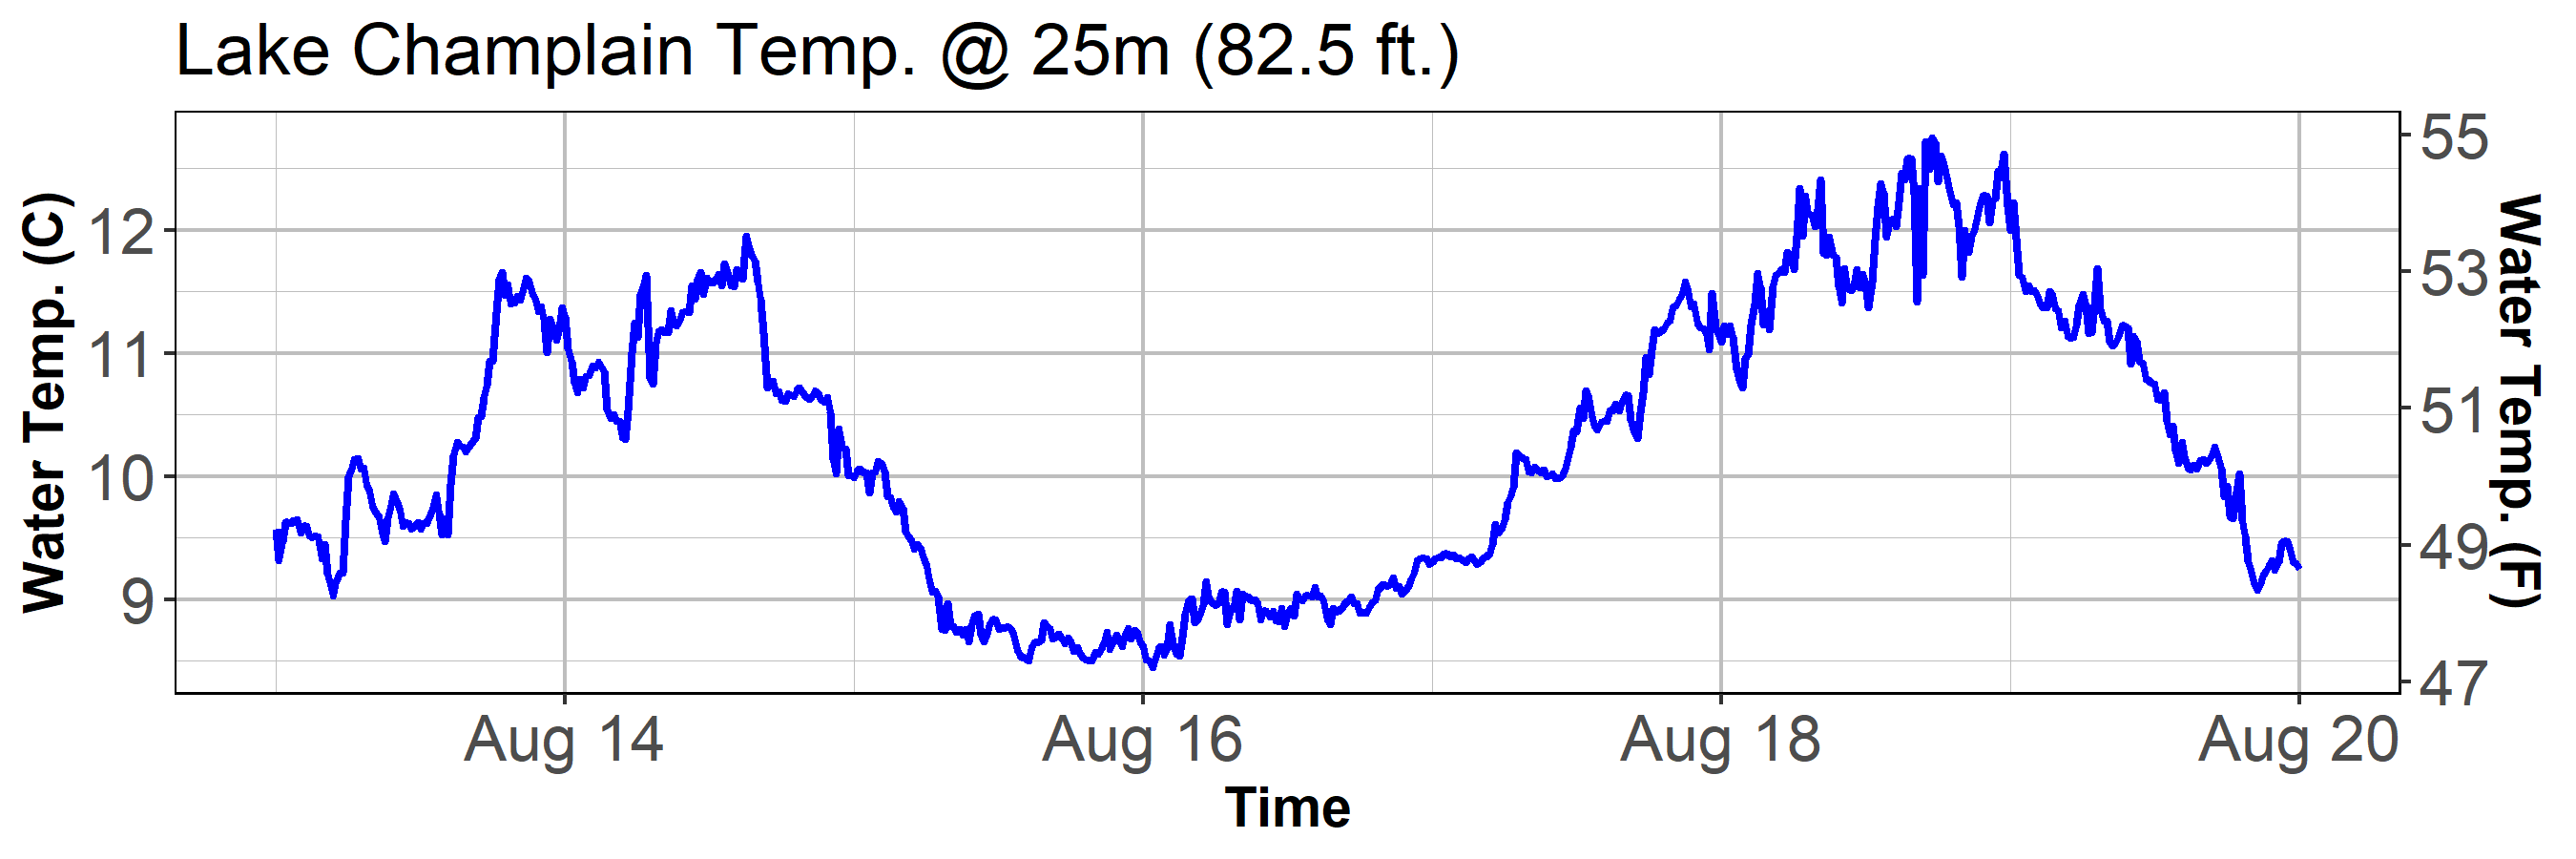 Lake Champlain Temp. @ 25m (82.5 ft.)
Water Temp. (C)
12
11
10
9
55
53
51
49
47
Water Temp. (F)
Aug 14
Aug 16
Aug 18
Aug 20
Time